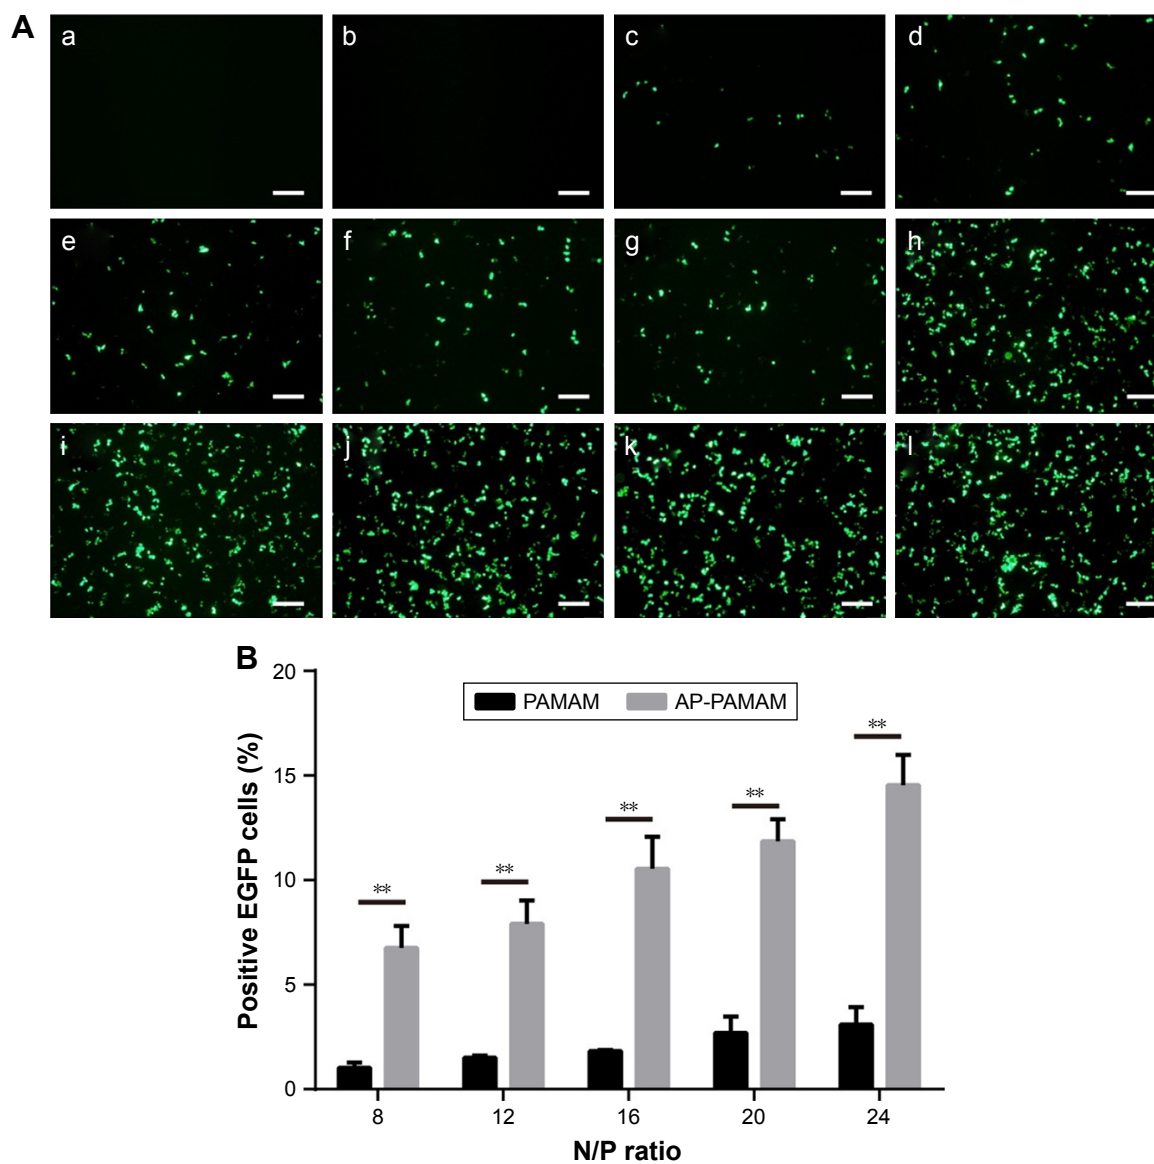 A
a b c d
e f g h
i j k l
B
PAMAM AP-PAMAM
Positive EGFP cells (%)
20
15
10
5
0
** ** ** ** **
8 12 16 20 24
N/P ratio